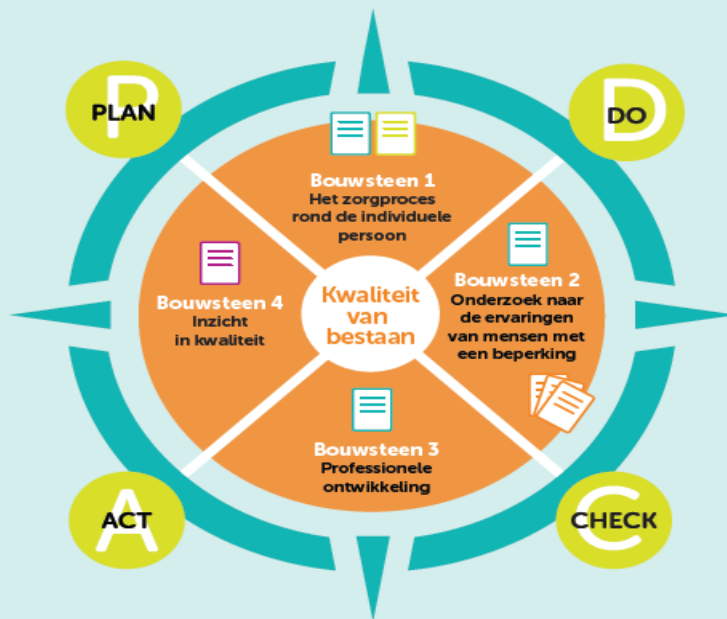 P
PLAN
D
DO
Bouwsteen 1
Het zorgproces
rond de individuele
persoon
Bouwsteen 4
Inzicht
in kwaliteit
Kwaliteit
van
bestaan
Bouwsteen 2
Onderzoek naar
de ervaringen
van mensen met
een beperking
Bouwsteen 3
Professionele
ontwikkeling
A
ACT
C
CHECK